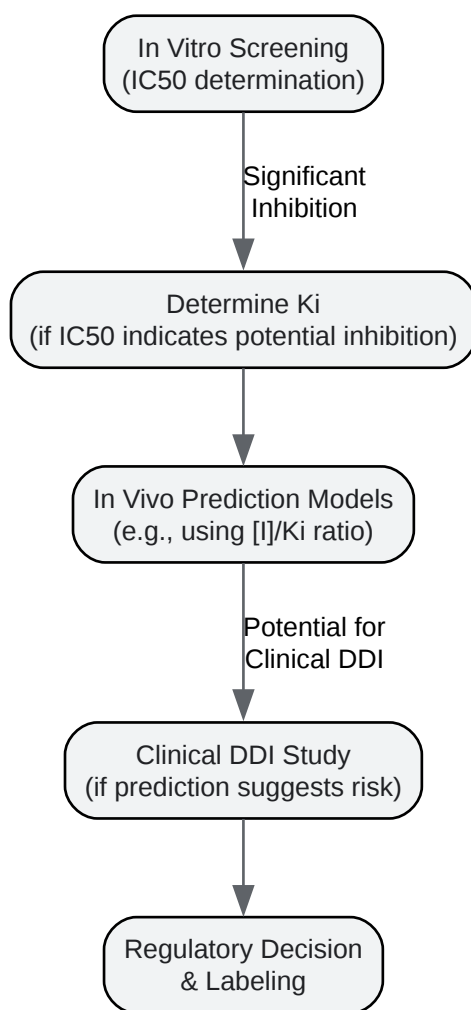 In Vitro Screening
(IC50 determination)
Significant
Inhibition
Determine Ki
(if IC50 indicates potential inhibition)
In Vivo Prediction Models
(e.g., using [I]/Ki ratio)
Potential for
Clinical DDI
Clinical DDI Study
(if prediction suggests risk)
Regulatory Decision
& Labeling